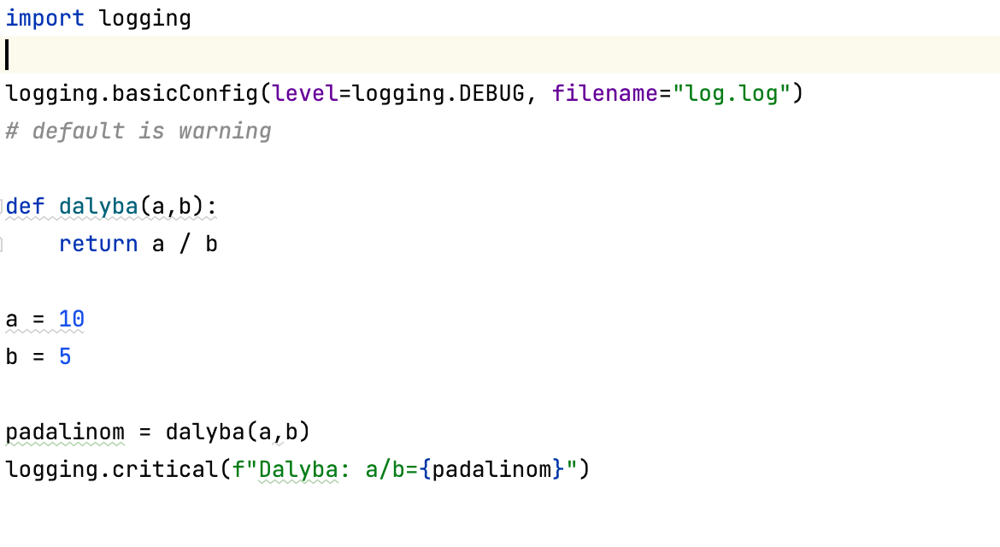 import logging
logging.basicConfig(level=logging.DEBUG, filename="log.log")
# default is warning
def dalyba(a,b):
    return a / b
a = 10
b = 5
padalinom = dalyba(a,b)
logging.critical(f"Dalyba: a/b={padalinom}")